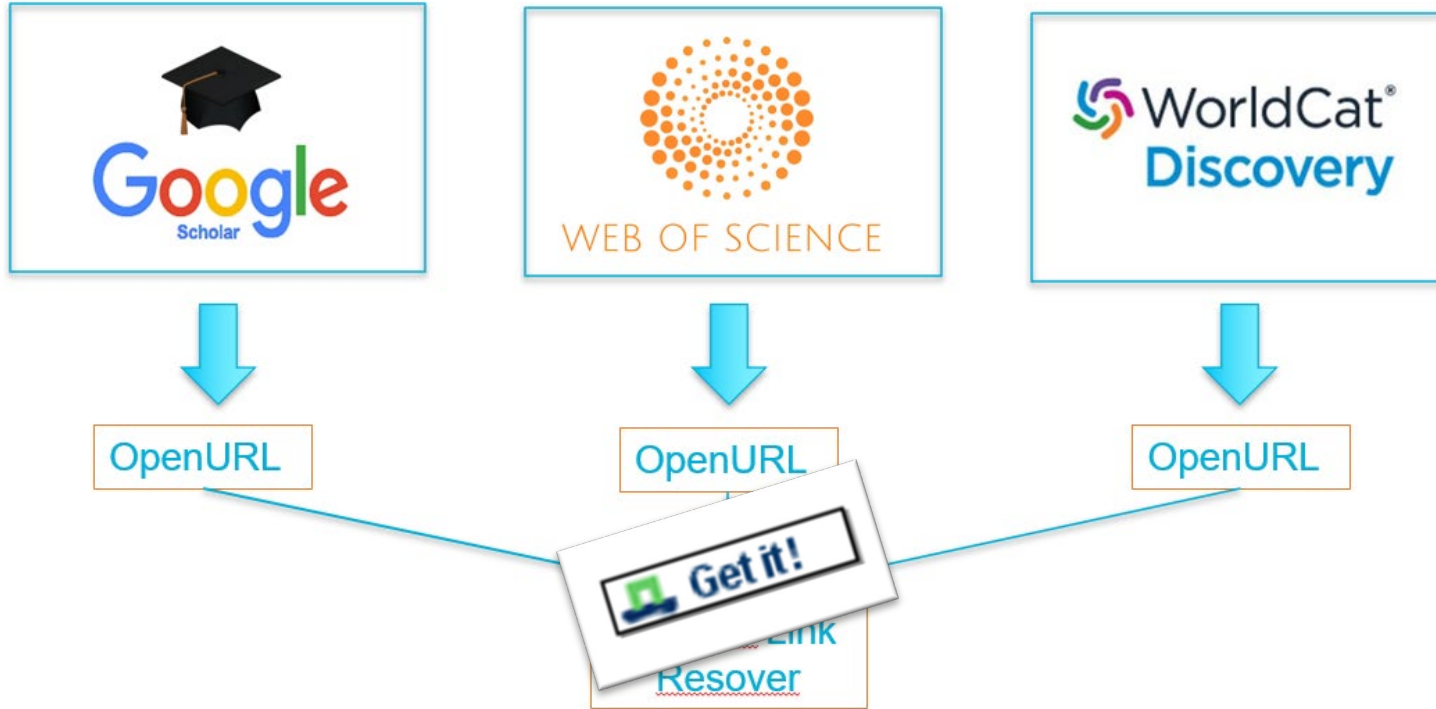 Google
Scholar
WEB OF SCIENCE
WorldCat®
Discovery
OpenURL
OpenURL
OpenURL
Get it!
Link
Resover